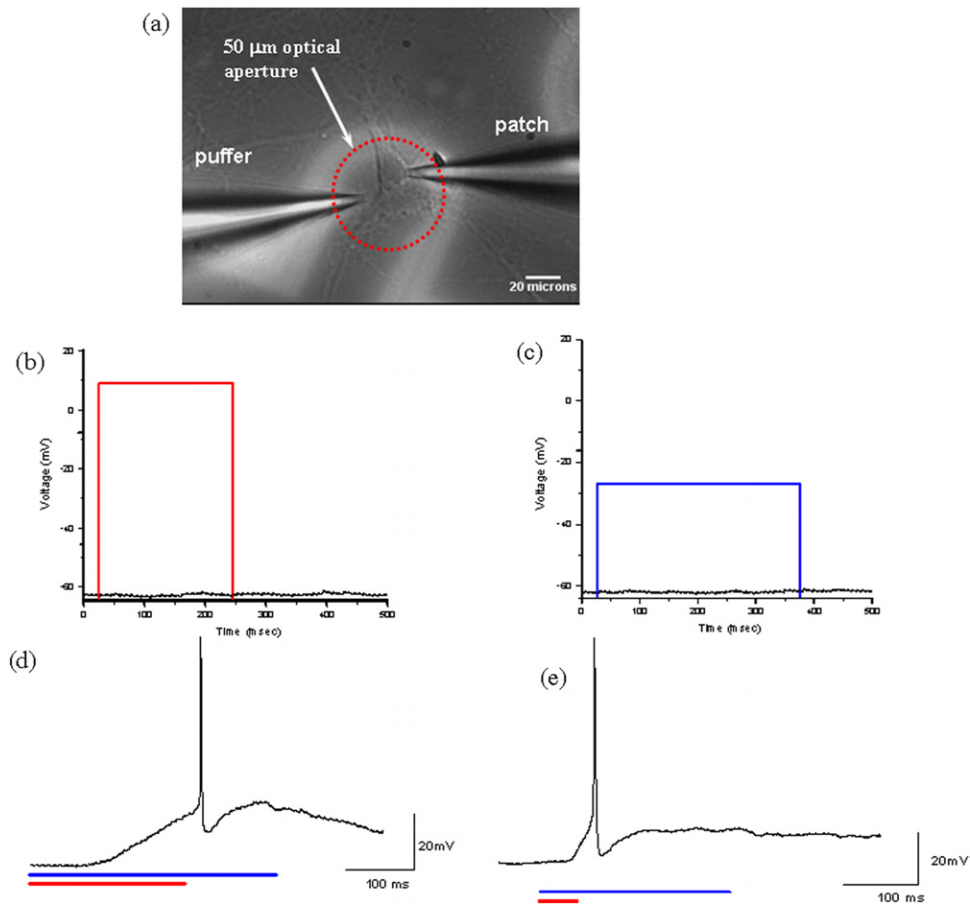 (a)
50 µm optical
aperture
puffer
patch
20 microns
(b)
20
0
-20
-40
-60
Voltage (mV)
0
100
200
300
400
500
Time (msec)
(c)
20
0
-20
-40
-60
Voltage (mV)
0
100
200
300
400
500
Time (msec)
(d)
20mV
100 ms
(e)
20mV
100 ms